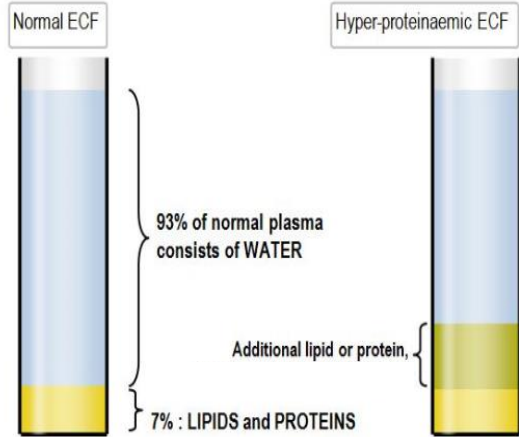 Normal ECF
Hyper-proteinaemic ECF
93% of normal plasma
consists of WATER
Additional lipid or protein,
7% : LIPIDS and PROTEINS